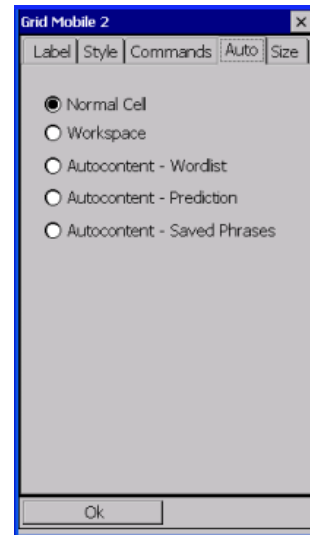 Grid Mobile 2
Label Style Commands Auto Size
Normal Cell
Workspace
Autocontent - Wordlist
Autocontent - Prediction
Autocontent - Saved Phrases
Ok